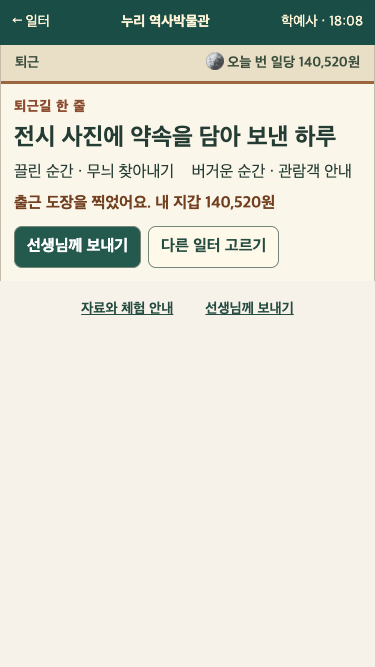 ← 일터 누리 역사박물관 학예사 · 18:08
퇴근 오늘 번 일당 140,520원
퇴근길 한 줄
전시 사진에 약속을 담아 보낸 하루
끌린 순간 · 무늬 찾아내기 버거운 순간 · 관람객 안내
출근 도장을 찍었어요. 내 지갑 140,520원
선생님께 보내기 다른 일터 고르기
자료와 체험 안내 선생님께 보내기